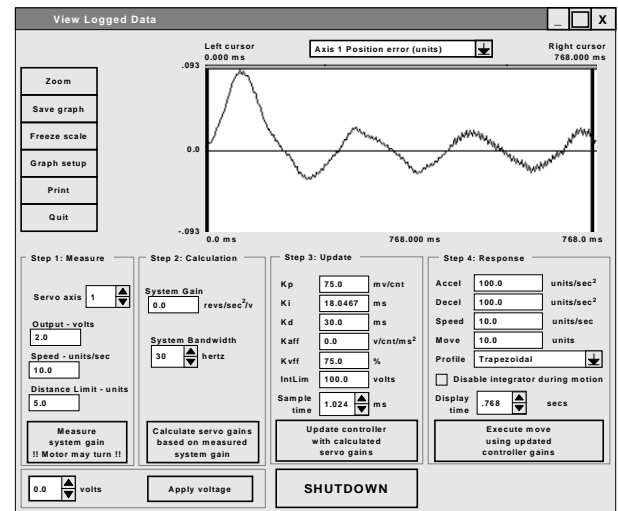 View Logged Data
_ X
Left cursor
0.000 ms
Axis 1 Position error (units)
Right cursor
768.000 ms
.093
0.0
-.093
0.0 ms 768.000 ms 768.0 ms
Zoom
Save graph
Freeze scale
Graph setup
Print
Quit
Step 1: Measure
Servo axis 1
Output - volts
2.0
Speed - units/sec
10.0
Distance Limit - units
5.0
Measure
system gain
!! Motor may turn !!
Step 2: Calculation
System Gain
0.0 revs/sec²/v
System Bandwidth
30 hertz
Calculate servo gains
based on measured
system gain
Step 3: Update
Kp 75.0 mv/cnt
Ki 18.0467 ms
Kd 30.0 ms
Kaff 0.0 v/cnt/ms²
Kvff 75.0 %
IntLim 100.0 volts
Sample
time 1.024 ms
Update controller
with calculated
servo gains
Step 4: Response
Accel 100.0 units/sec²
Decel 100.0 units/sec²
Speed 10.0 units/sec
Move 10.0 units
Profile Trapezoidal
Disable integrator during motion
Display
time .768 secs
Execute move
using updated
controller gains
0.0 volts
Apply voltage
SHUTDOWN